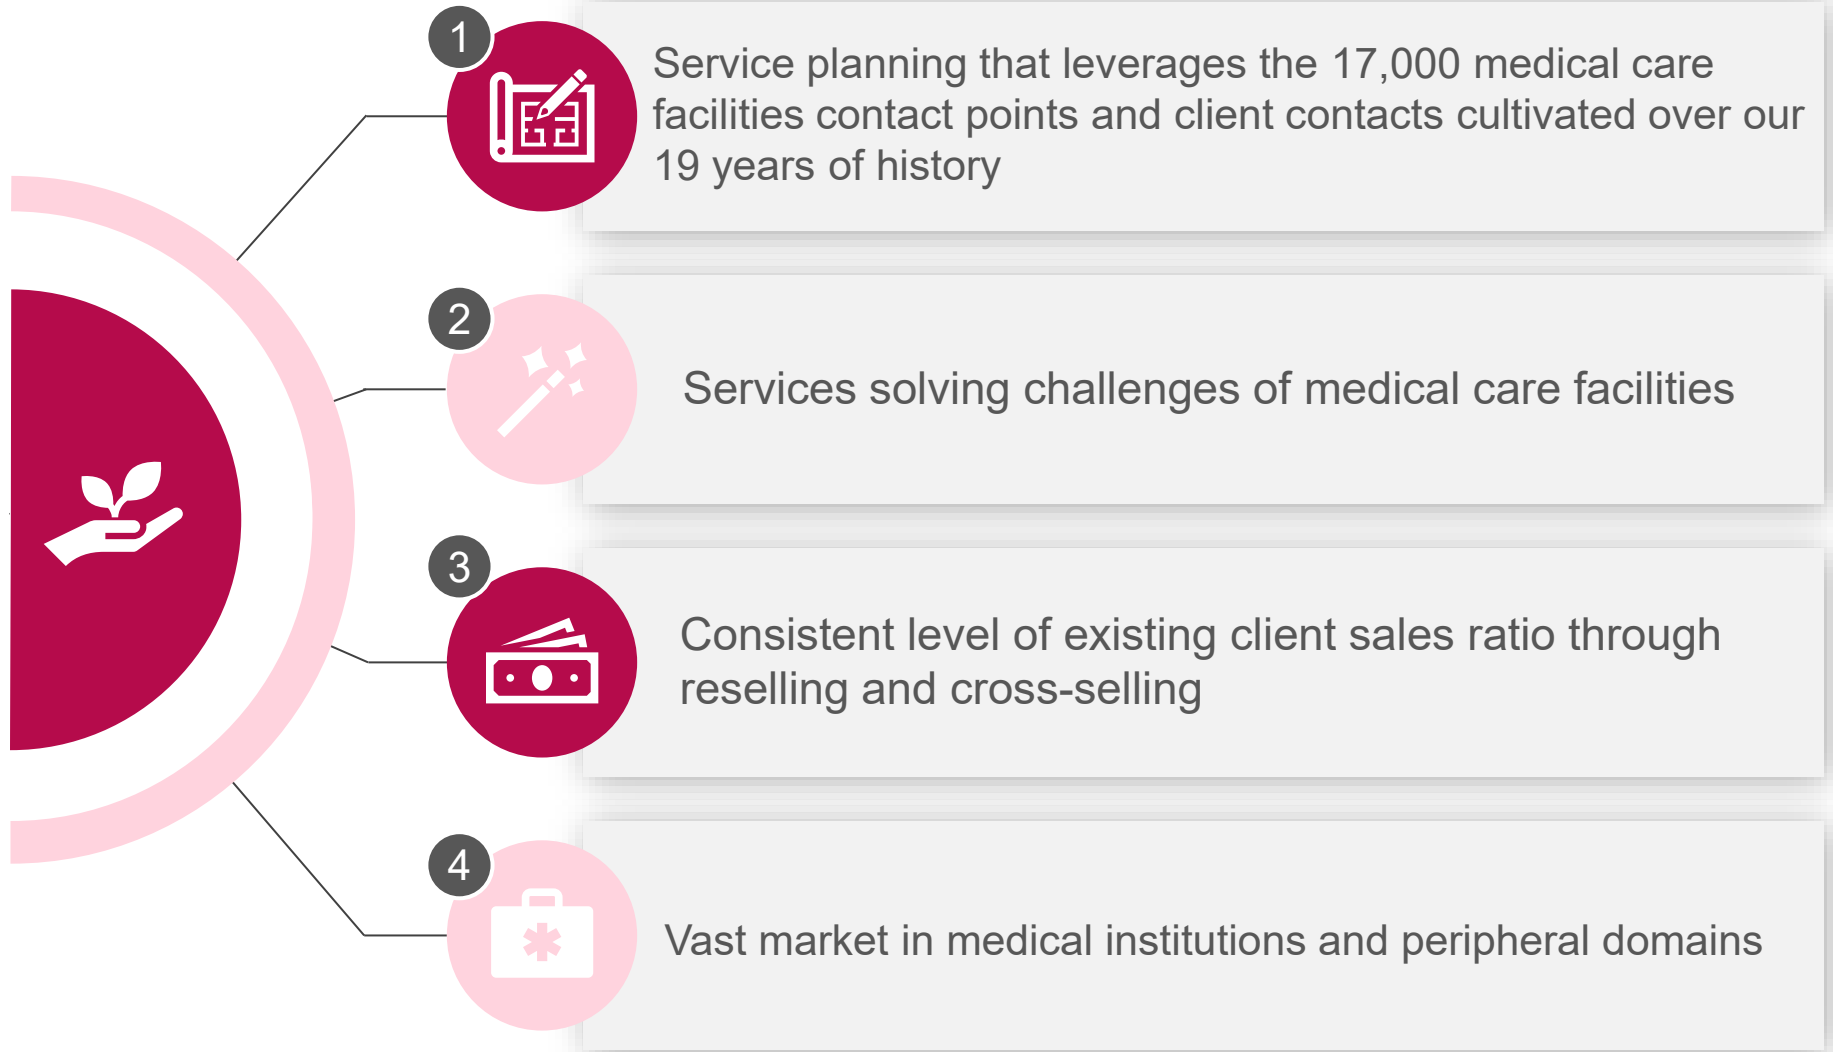 1
Service planning that leverages the 17,000 medical care
facilities contact points and client contacts cultivated over our
19 years of history
2
Services solving challenges of medical care facilities
3
Consistent level of existing client sales ratio through
reselling and cross-selling
4
Vast market in medical institutions and peripheral domains